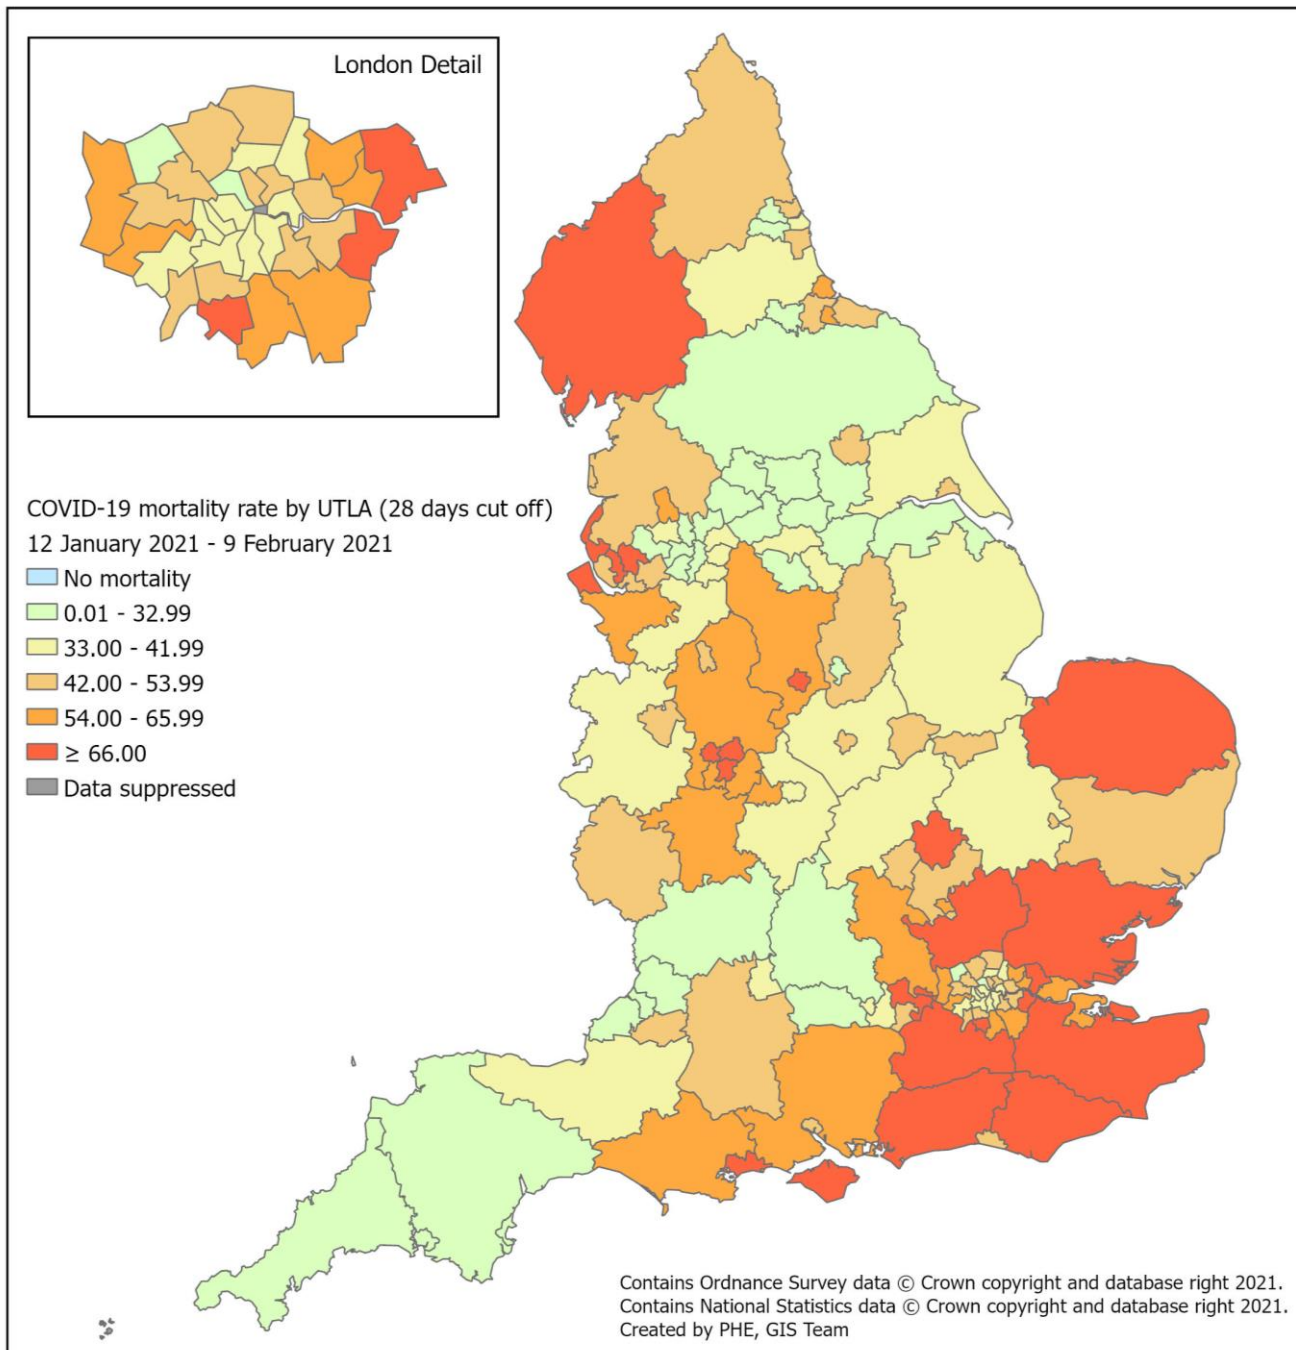 London Detail
COVID-19 mortality rate by UTLA (28 days cut off)
12 January 2021 - 9 February 2021
No mortality
0.01 - 32.99
33.00 - 41.99
42.00 - 53.99
54.00 - 65.99
≥ 66.00
Data suppressed
Contains Ordnance Survey data © Crown copyright and database right 2021.
Contains National Statistics data © Crown copyright and database right 2021.
Created by PHE, GIS Team